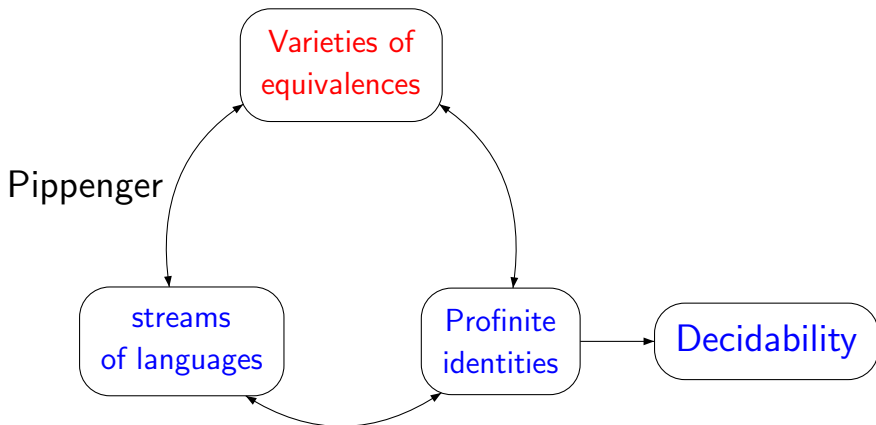 Varieties of
equivalences
Pippenger
streams
of languages
Profinite
identities
Decidability